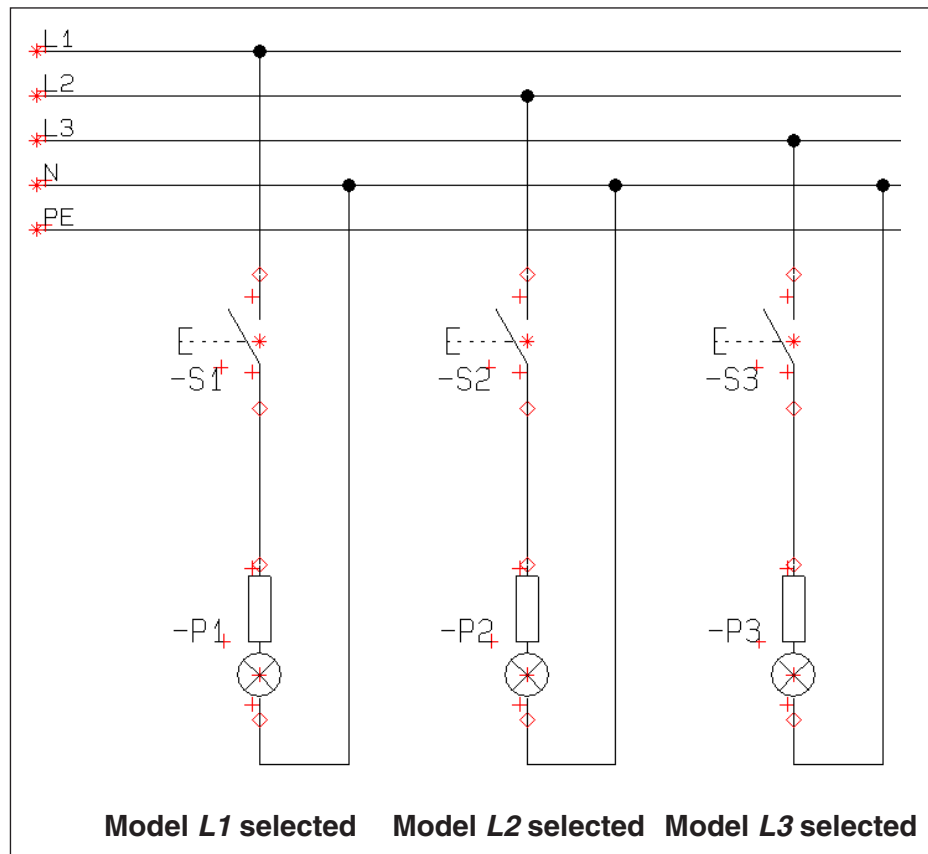 L1
L2
L3
N
PE
-S1 -S2 -S3
-P1 -P2 -P3
Model L1 selected Model L2 selected Model L3 selected